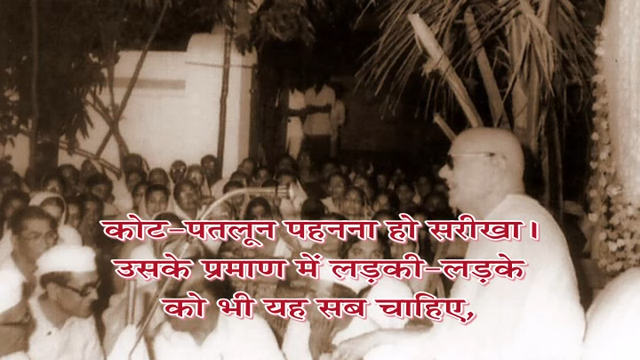 कोट-पतलून पहनना हो सरीखा।
उसके प्रमाण में लड़की-लड़के
को भी यह सब चाहिए,